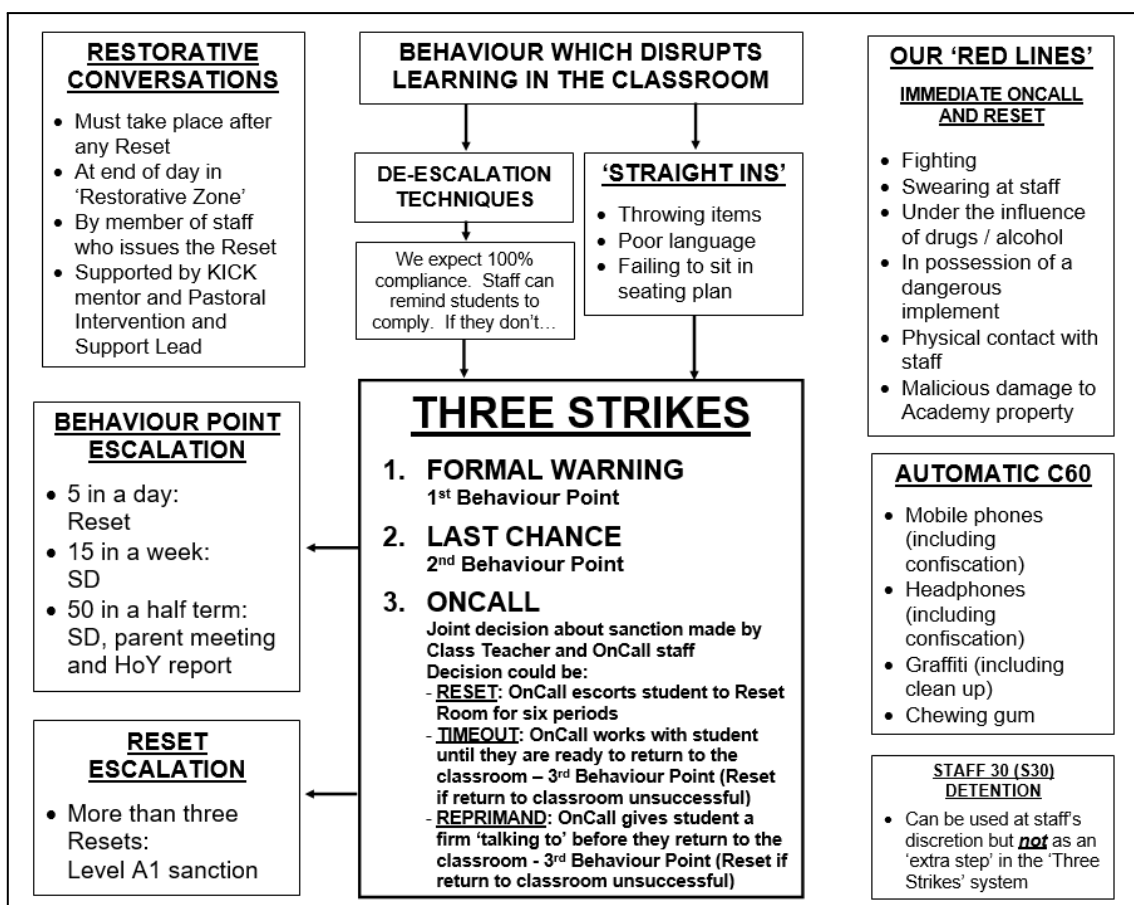 RESTORATIVE
CONVERSATIONS
• Must take place after
any Reset
• At end of day in
‘Restorative Zone’
• By member of staff
who issues the Reset
• Supported by KICK
mentor and Pastoral
Intervention and
Support Lead
BEHAVIOUR POINT
ESCALATION
• 5 in a day:
Reset
• 15 in a week:
SD
• 50 in a half term:
SD, parent meeting
and HoY report
RESET
ESCALATION
• More than three
Resets:
Level A1 sanction
BEHAVIOUR WHICH DISRUPTS
LEARNING IN THE CLASSROOM
DE-ESCALATION
TECHNIQUES
We expect 100%
compliance. Staff can
remind students to
comply. If they don’t…
‘STRAIGHT INS’
• Throwing items
• Poor language
• Failing to sit in
seating plan
THREE STRIKES
1. FORMAL WARNING
1st Behaviour Point
2. LAST CHANCE
2nd Behaviour Point
3. ONCALL
Joint decision about sanction made by
Class Teacher and OnCall staff
Decision could be:
- RESET: OnCall escorts student to Reset
Room for six periods
- TIMEOUT: OnCall works with student
until they are ready to return to the
classroom – 3rd Behaviour Point (Reset
if return to classroom unsuccessful)
- REPRIMAND: OnCall gives student a
firm ‘talking to’ before they return to the
classroom - 3rd Behaviour Point (Reset if
return to classroom unsuccessful)
OUR ‘RED LINES’
IMMEDIATE ONCALL
AND RESET
• Fighting
• Swearing at staff
• Under the influence
of drugs / alcohol
• In possession of a
dangerous
implement
• Physical contact with
staff
• Malicious damage to
Academy property
AUTOMATIC C60
• Mobile phones
(including
confiscation)
• Headphones
(including
confiscation)
• Graffiti (including
clean up)
• Chewing gum
STAFF 30 (S30)
DETENTION
• Can be used at staff’s
discretion but not as an
‘extra step’ in the ‘Three
Strikes’ system